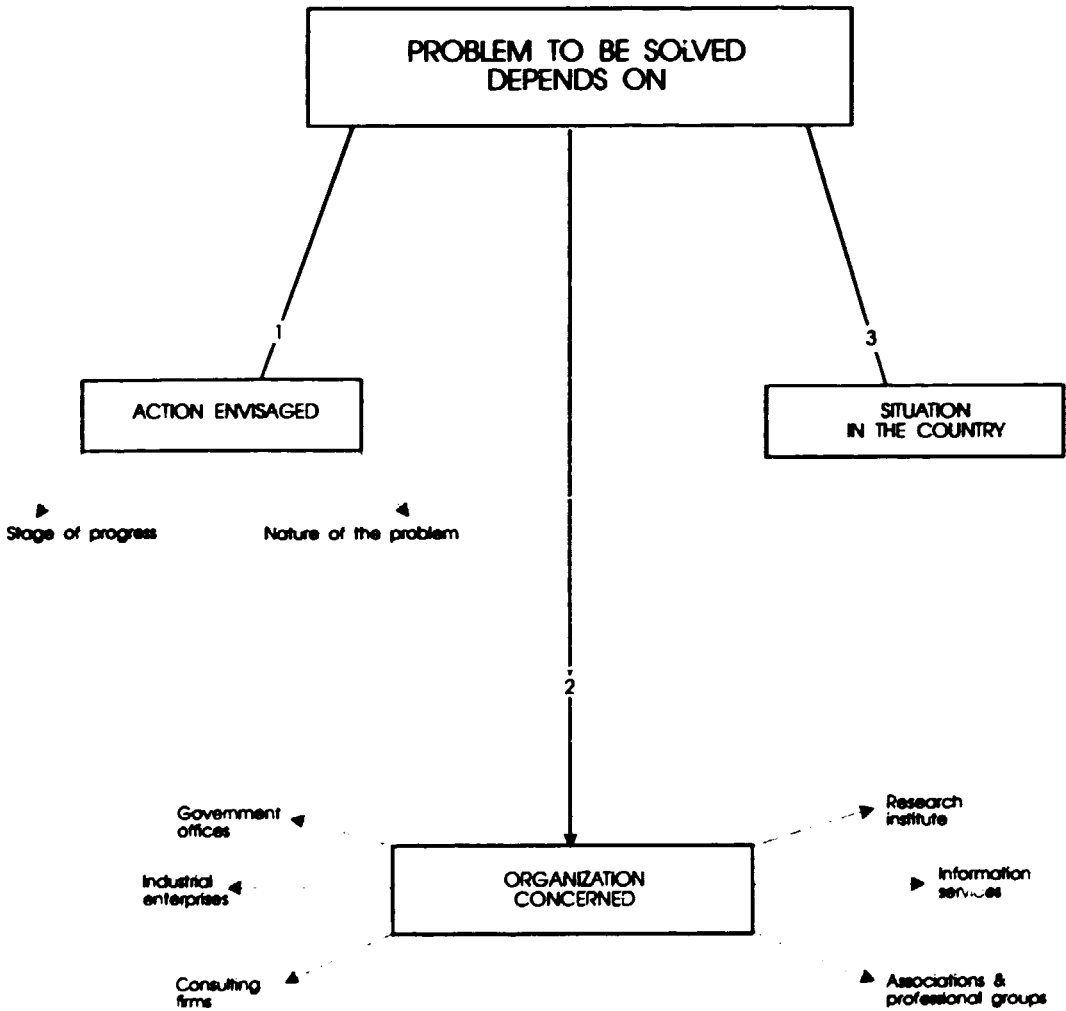 PROBLEM TO BE SOLVED
DEPENDS ON
1
3
ACTION ENVISAGED
SITUATION
IN THE COUNTRY
Stage of progress
Nature of the problem
2
Government
offices
Research
institute
Industrial
enterprises
ORGANIZATION
CONCERNED
Information
services
Consulting
firms
Associations &
professional groups